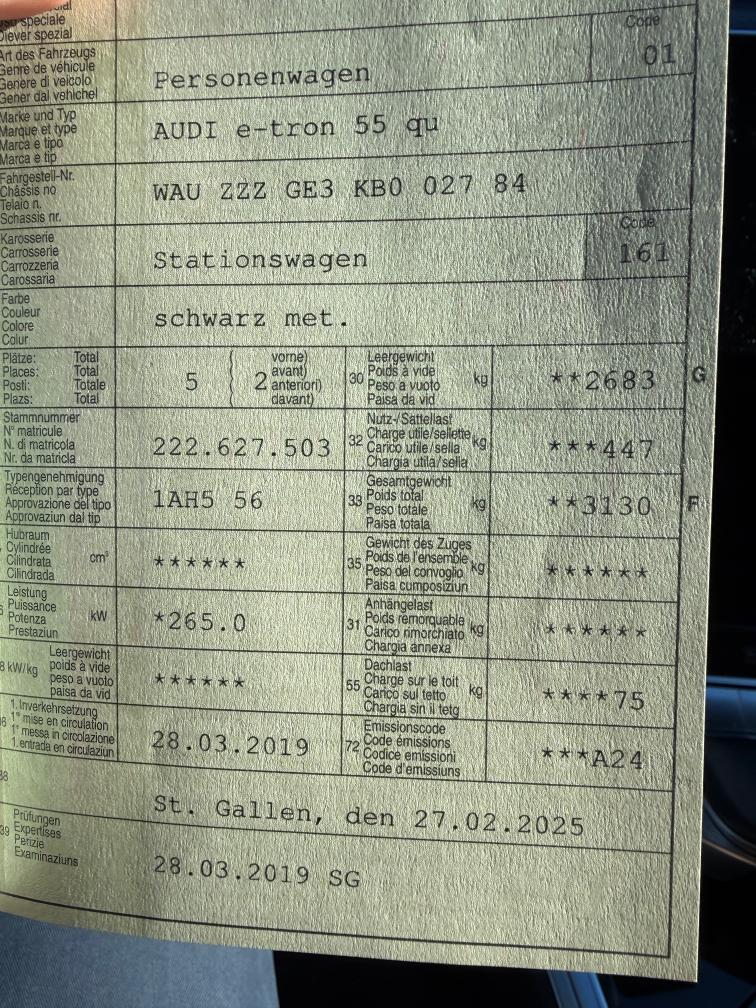 uso speciale
Diever spezial
Code
Art des Fahrzeugs
Genre de véhicule
Genere di veicolo
Gener dal vehichel
Personenwagen
01
Marke und Typ
Marque et type
Marca e tipo
Marca e tip
AUDI e-tron 55 qu
Fahrgestell-Nr.
Châssis no
Telaio n.
Schassis nr.
WAU ZZZ GE3 KB0 027 84
Karosserie
Carrosserie
Carrozzeria
Carossaria
Stationswagen
Code
161
Farbe
Couleur
Colore
Colur
schwarz met.
Plätze: Total
Places: Total
Posti: Totale
Plazs: Total
5
2
vorne)
avant)
anteriori)
davant)
30
Leergewicht
Poids à vide
Peso a vuoto
Paisa da vid
kg
**2683
G
Stammnummer
N° matricule
N. di matricola
Nr. da matricla
222.627.503
32
Nutz-/Sattellast
Charge utile/sellette
Carico utile/sella
Chargia utila/sella
kg
***447
Typengenehmigung
Réception par type
Approvazione del tipo
Approvaziun dal tip
1AH5 56
33
Gesamtgewicht
Poids total
Peso totale
Paisa totala
kg
**3130
F
Hubraum
Cylindrée
Cilindrata
Cilindrada
cm³
******
35
Gewicht des Zuges
Poids de l'ensemble
Peso del convoglio
Paisa cumposiziun
kg
******
Leistung
Puissance
Potenza
Prestaziun
kW
*265.0
31
Anhängelast
Poids remorquable
Carico rimorchiato
Chargia annexa
kg
******
kW/kg
Leergewicht
poids à vide
peso a vuoto
paisa da vid
******
55
Dachlast
Charge sur le toit
Carico sul tetto
Chargia sin il tetg
kg
****75
1. Inverkehrsetzung
1° mise en circulation
1° messa in circolazione
1. entrada en circulaziun
28.03.2019
72
Emissionscode
Code émissions
Codice emissioni
Code d'emissiuns
***A24
38
St. Gallen, den 27.02.2025
39
Prüfungen
Expertises
Perizie
Examinaziuns
28.03.2019 SG